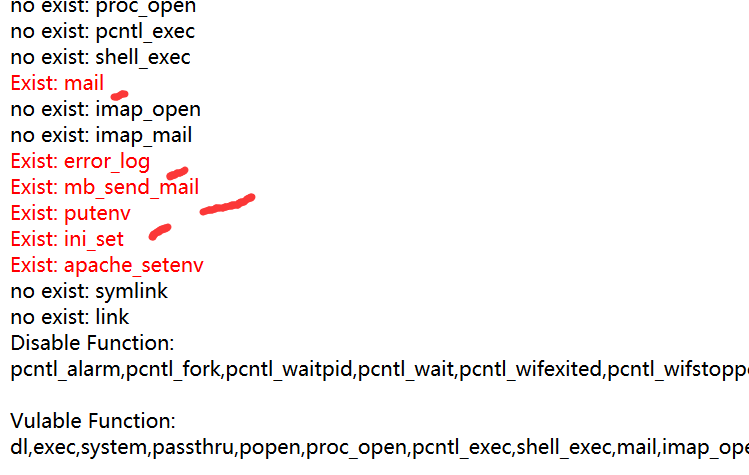 no exist: proc_open
no exist: pcntl_exec
no exist: shell_exec
Exist: mail
no exist: imap_open
no exist: imap_mail
Exist: error_log
Exist: mb_send_mail
Exist: putenv
Exist: ini_set
Exist: apache_setenv
no exist: symlink
no exist: link
Disable Function:
pcntl_alarm,pcntl_fork,pcntl_waitpid,pcntl_wait,pcntl_wifexited,pcntl_wifstoppe
Vulable Function:
dl,exec,system,passthru,popen,proc_open,pcntl_exec,shell_exec,mail,imap_ope